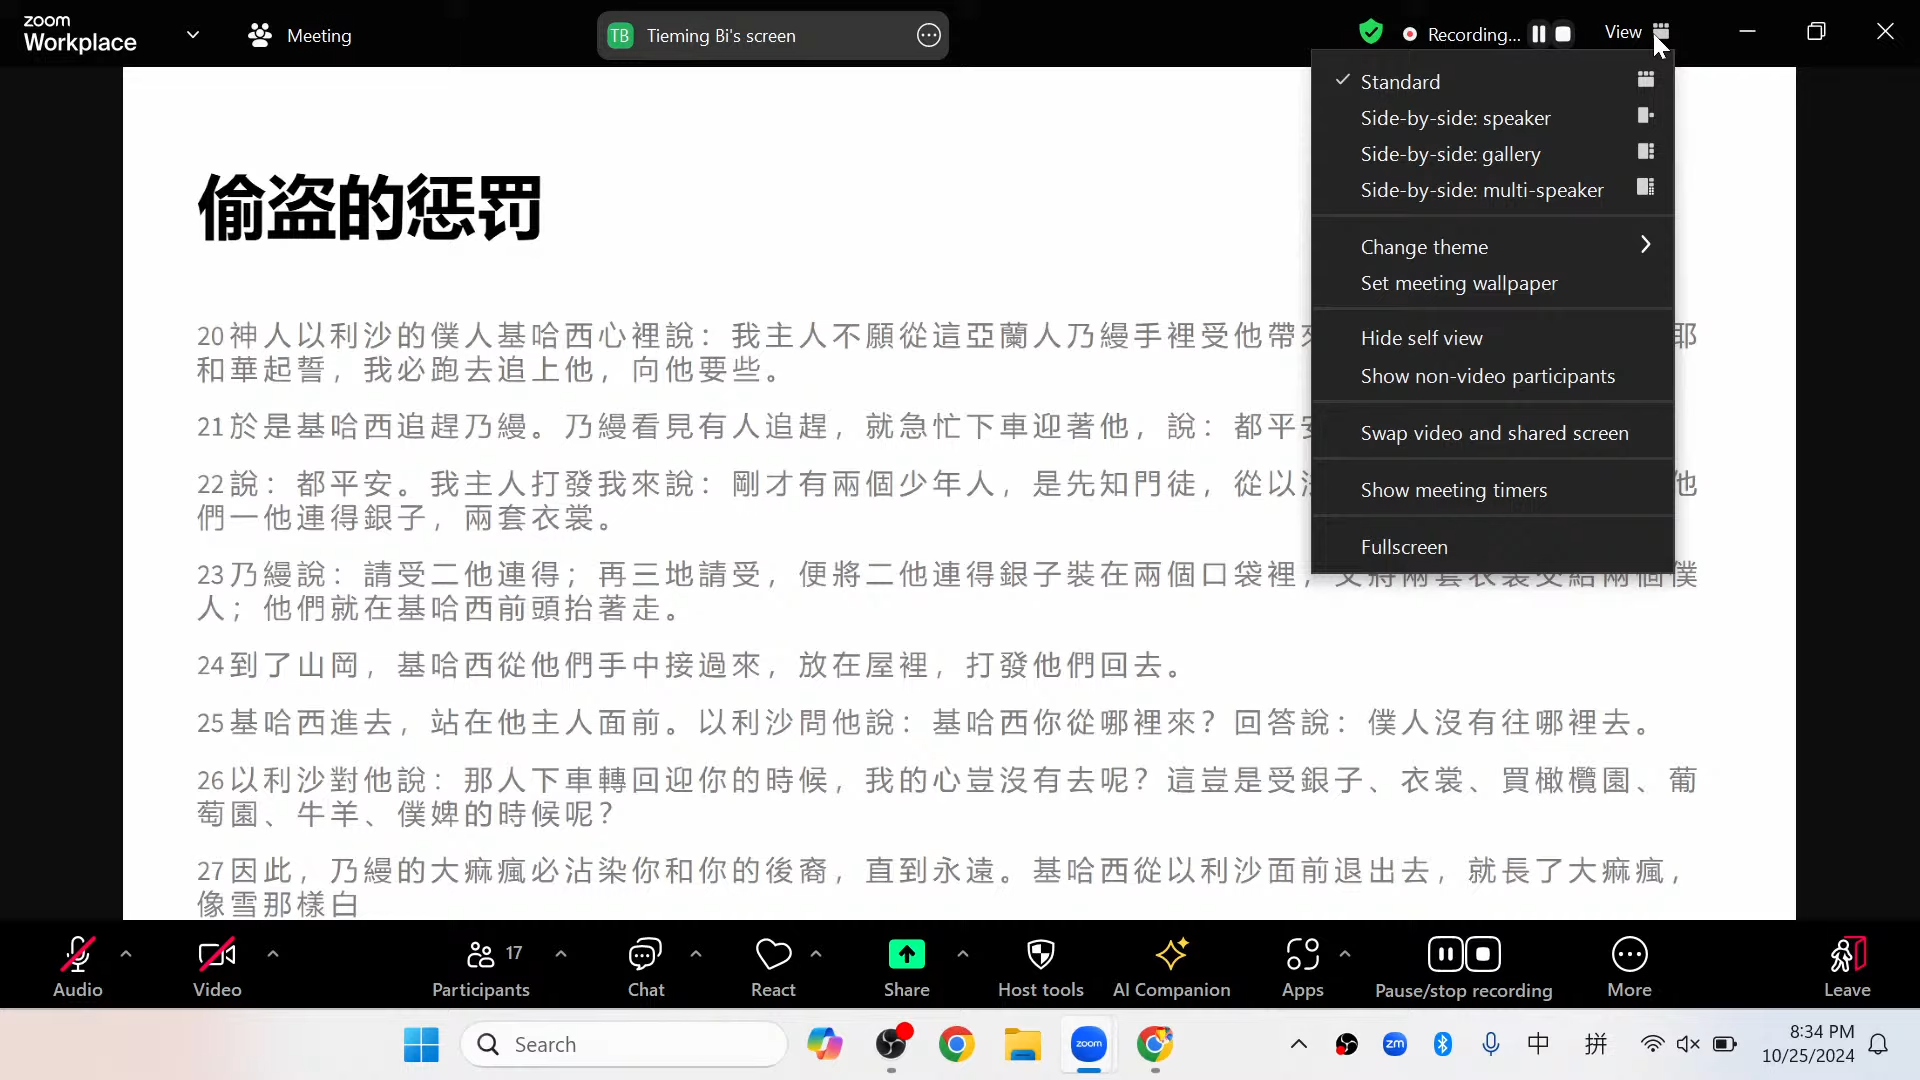 zoom
Workplace
Meeting
TB Tieming Bi's screen
Recording...
View
Standard
Side-by-side: speaker
Side-by-side: gallery
Side-by-side: multi-speaker
Change theme
Set meeting wallpaper
Hide self view
Show non-video participants
Swap video and shared screen
Show meeting timers
Fullscreen
偷盗的惩罚
20神人以利沙的僕人基哈西心裡說：我主人不願從這亞蘭人乃縵手裡受他帶來 耶
和華起誓，我必跑去追上他，向他要些。
21於是基哈西追趕乃縵。乃縵看見有人追趕，就急忙下車迎著他，說：都平安
22說：都平安。我主人打發我來說：剛才有兩個少年人，是先知門徒，從以法 他
們一他連得銀子，兩套衣裳。
23乃縵說：請受二他連得；再三地請受，便將二他連得銀子裝在兩個口袋裡，又將兩套衣裳交給兩個僕
人；他們就在基哈西前頭抬著走。
24到了山岡，基哈西從他們手中接過來，放在屋裡，打發他們回去。
25基哈西進去，站在他主人面前。以利沙問他說：基哈西你從哪裡來？回答說：僕人沒有往哪裡去。
26以利沙對他說：那人下車轉回迎你的時候，我的心豈沒有去呢？這豈是受銀子、衣裳、買橄欖園、葡
萄園、牛羊、僕婢的時候呢？
27因此，乃縵的大痲瘋必沾染你和你的後裔，直到永遠。基哈西從以利沙面前退出去，就長了大痲瘋，
像雪那樣白
17
Audio
Video
Participants
Chat
React
Share
Host tools
AI Companion
Apps
Pause/stop recording
More
Leave
Search
zoom
zm
中
拼
8:34 PM
10/25/2024